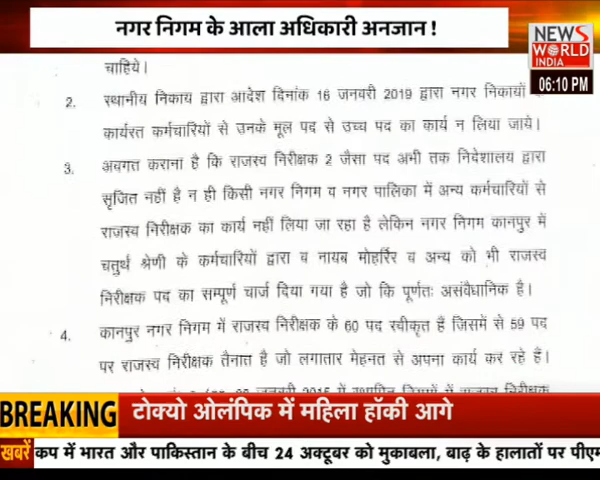 नगर निगम के आला अधिकारी अनजान !
NEWS
WORLD
INDIA
06:10 PM
चाहिये।
2. स्थानीय निकाय द्वारा आदेश दिनांक 16 जनवरी 2019 द्वारा नगर निकायों
कार्यरत कर्मचारियों से उनके मूल पद से उच्च पद का कार्य न लिया जाये।
3. अवगत कराना है कि राजस्व निरीक्षक 2 जैसा पद अभी तक निदेशालय द्वारा
सृजित नहीं है न ही किसी नगर निगम व नगर पालिका में अन्य कर्मचारियों से
राजस्व निरीक्षक का कार्य नहीं लिया जा रहा है लेकिन नगर निगम कानपुर में
चतुर्थ श्रेणी के कर्मचारियों द्वारा व नायब मोहर्रिर व अन्य को भी राजस्व
निरीक्षक पद का सम्पूर्ण चार्ज दिया गया है जो कि पूर्णतः असंवैधानिक है।
4. कानपुर नगर निगम में राजस्व निरीक्षक के 60 पद स्वीकृत हैं जिसमें से 59 पद
पर राजस्व निरीक्षक तैनात है जो लगातार मेहनत से अपना कार्य कर रहे हैं।
जनवरी 2015 में राजस्व निरीक्षक
BREAKING टोक्यो ओलंपिक में महिला हॉकी आगे
खबरें कप में भारत और पाकिस्तान के बीच 24 अक्टूबर को मुकाबला, बाढ़ के हालातों पर पीएम